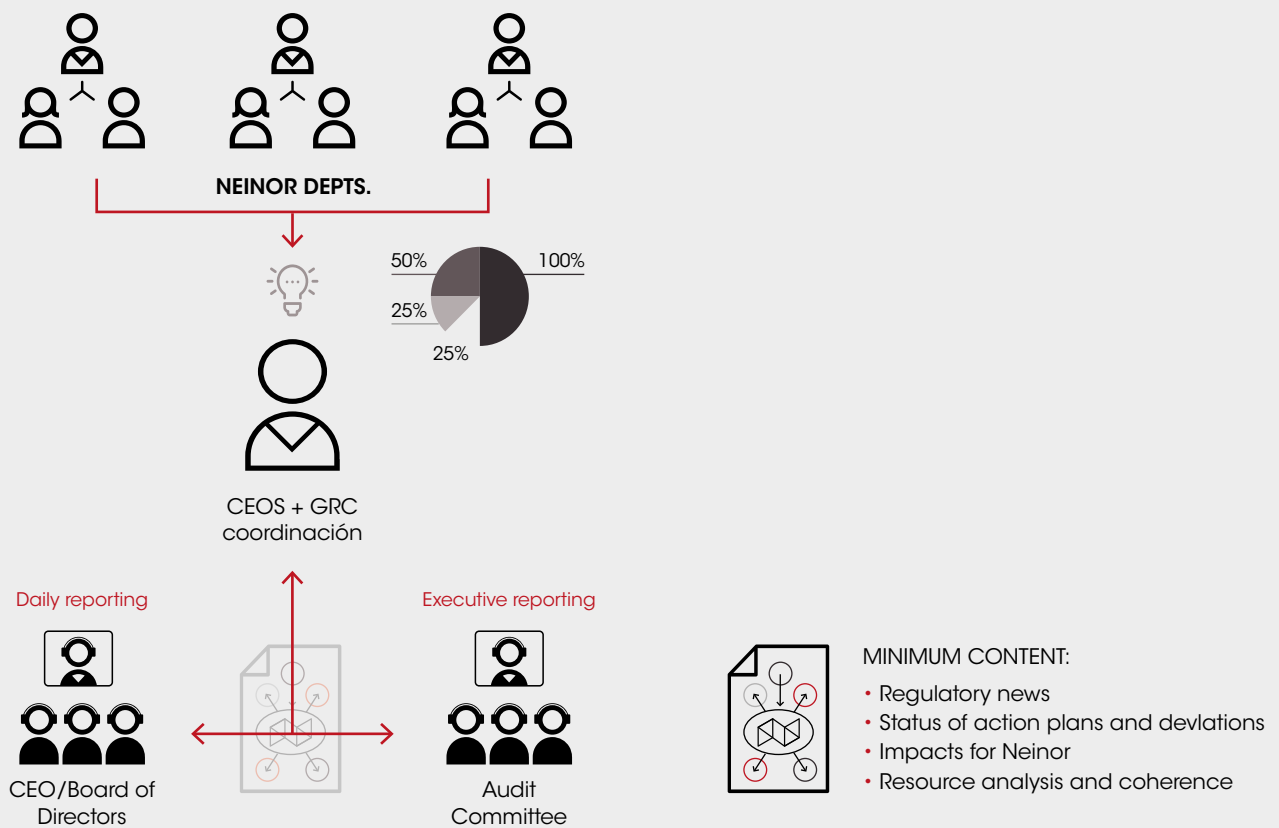 NEINOR DEPTS.
50%
100%
25%
25%
CEOS + GRC
coordinación
Daily reporting
Executive reporting
CEO/Board of
Directors
Audit
Committee
MINIMUM CONTENT:
• Regulatory news
• Status of action plans and devlations
• Impacts for Neinor
• Resource analysis and coherence